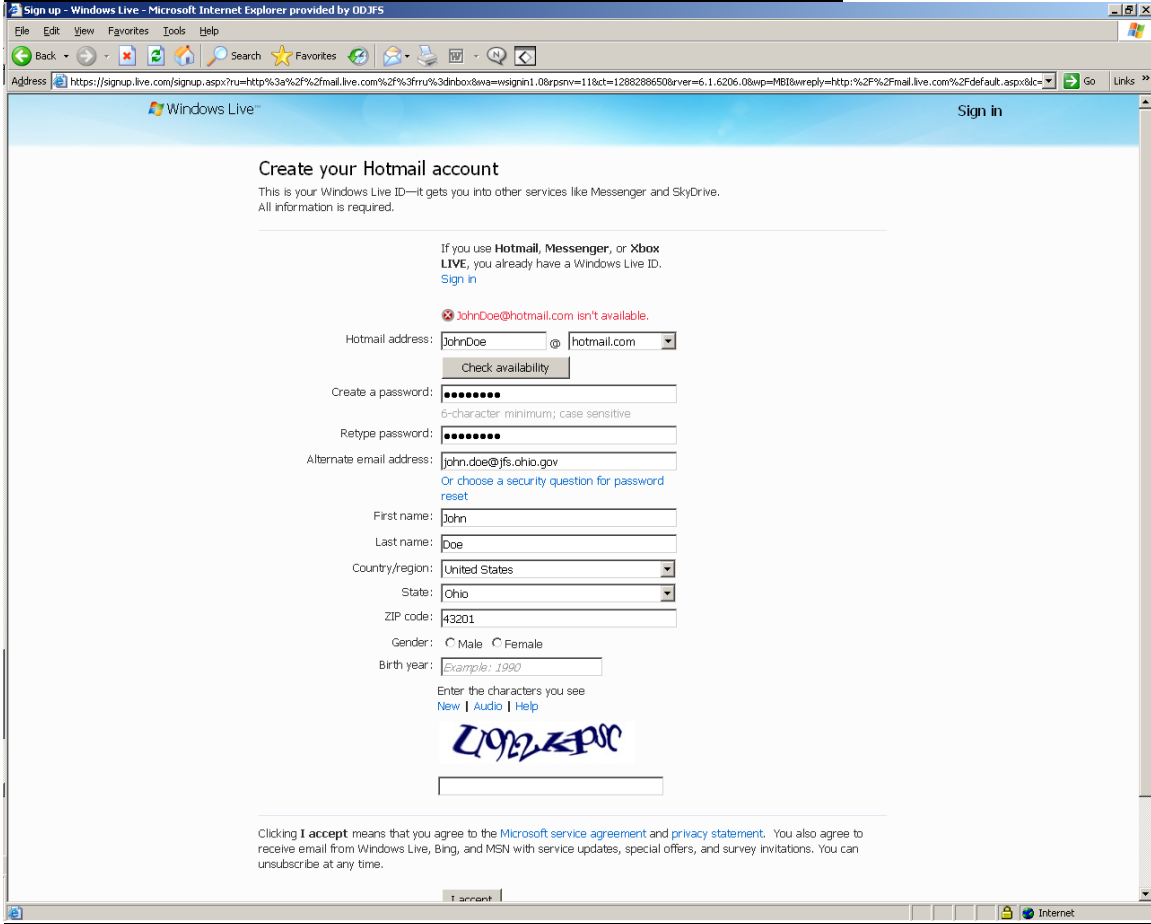 Sign up - Windows Live - Microsoft Internet Explorer provided by ODJFS
File Edit View Favorites Tools Help
Back Search Favorites
Address https://signup.live.com/signup.aspx?ru=http%3a%2f%2fmail.live.com%2f%3frru%3dinbox&wa=wsignin1.0&rpsnv=11&ct=1288288650&rver=6.1.6206.0&wp=MBI&wreply=http:%2F%2Fmail.live.com%2Fdefault.aspx&lc= Go Links »
Windows Live™ Sign in
Create your Hotmail account
This is your Windows Live ID—it gets you into other services like Messenger and SkyDrive.
All information is required.
If you use Hotmail, Messenger, or Xbox
LIVE, you already have a Windows Live ID.
Sign in
JohnDoe@hotmail.com isn't available.
Hotmail address: JohnDoe @ hotmail.com
Check availability
Create a password: ●●●●●●●●
6-character minimum; case sensitive
Retype password: ●●●●●●●●
Alternate email address: john.doe@jfs.ohio.gov
Or choose a security question for password
reset
First name: John
Last name: Doe
Country/region: United States
State: Ohio
ZIP code: 43201
Gender: Male Female
Birth year: Example: 1990
Enter the characters you see
New | Audio | Help
Clicking I accept means that you agree to the Microsoft service agreement and privacy statement. You also agree to
receive email from Windows Live, Bing, and MSN with service updates, special offers, and survey invitations. You can
unsubscribe at any time.
I accept
Internet